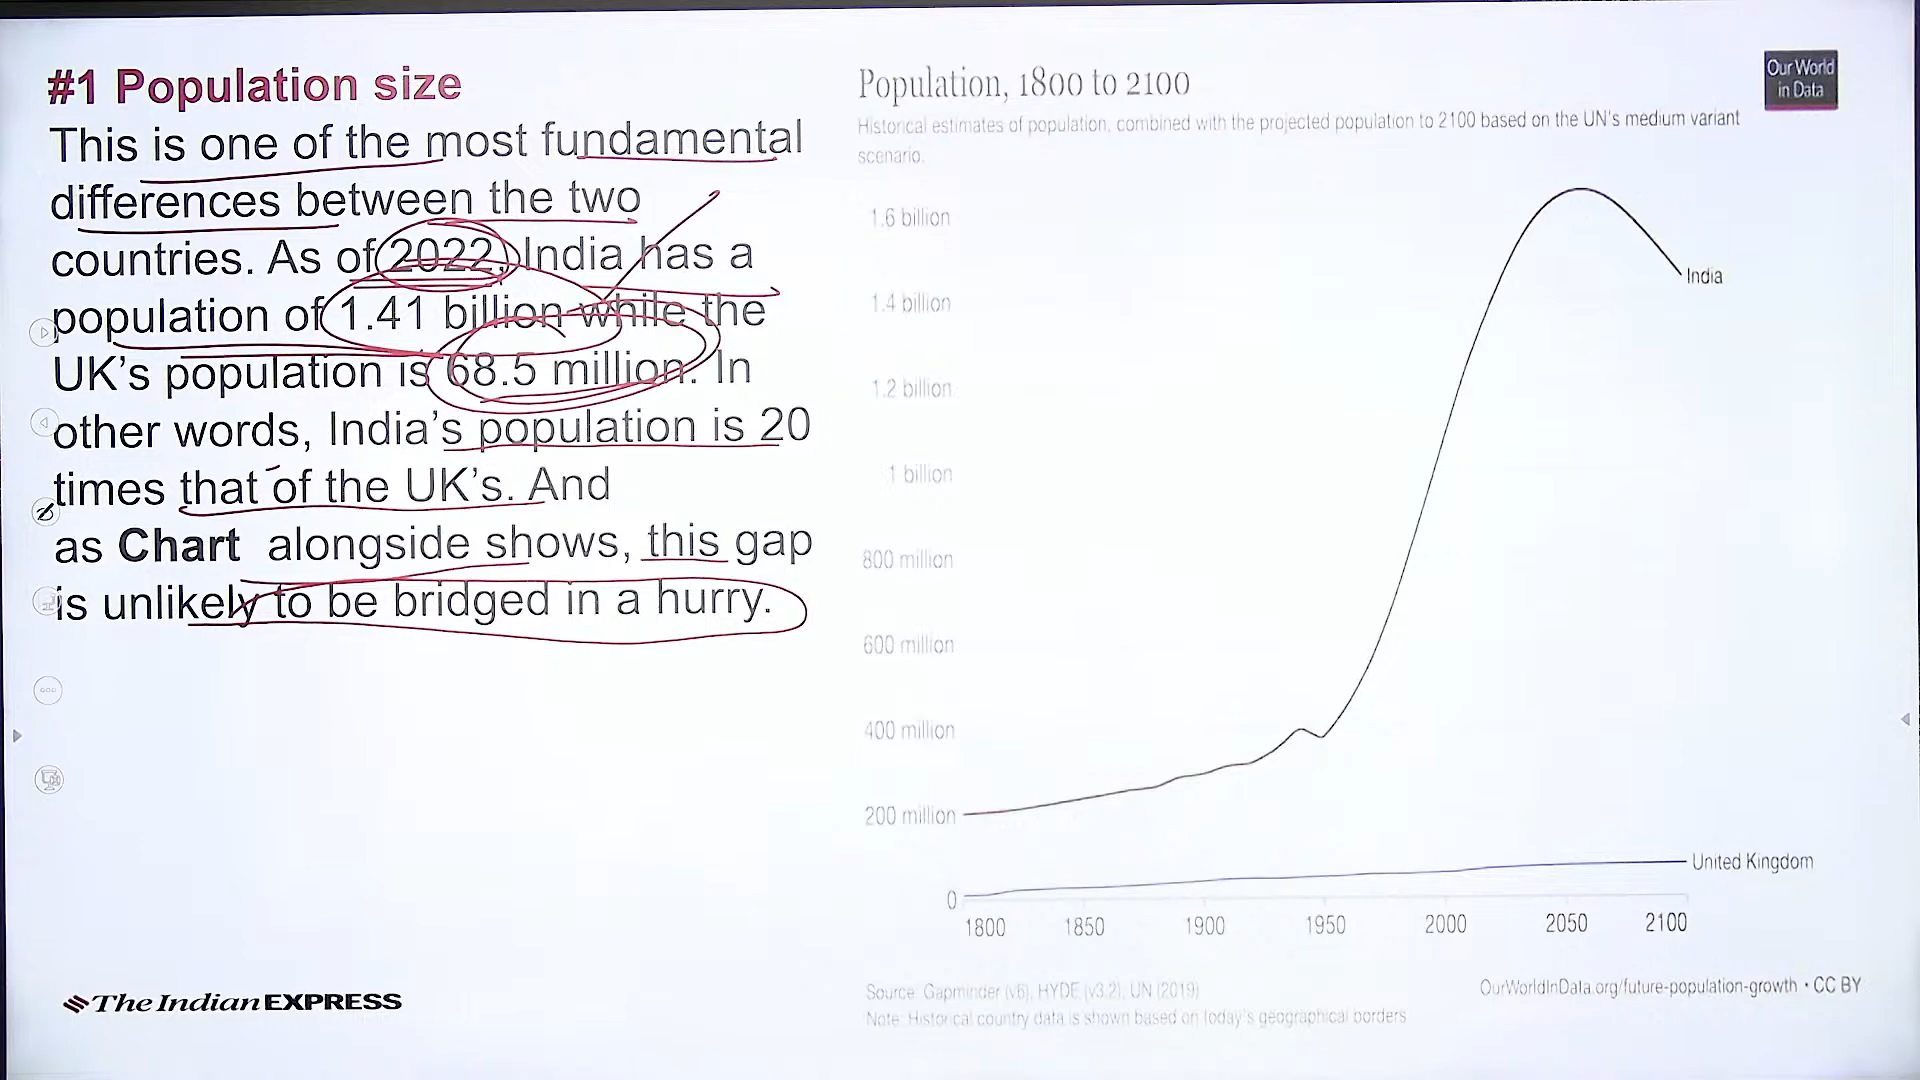 #1 Population size
This is one of the most fundamental
differences between the two
countries. As of 2022, India has a
population of 1.41 billion while the
UK's population is 68.5 million. In
other words, India's population is 20
times that of the UK's. And
as Chart alongside shows, this gap
is unlikely to be bridged in a hurry.
The Indian EXPRESS
Population, 1800 to 2100
Our World
in Data
Historical estimates of population, combined with the projected population to 2100 based on the UN's medium variant
scenario.
1.6 billion
1.4 billion
1.2 billion
1 billion
800 million
600 million
400 million
200 million
0
India
United Kingdom
1800 1850 1900 1950 2000 2050 2100
Source: Gapminder (v6), HYDE (v3.2), UN (2019)
Note: Historical country data is shown based on today's geographical borders
OurWorldInData.org/future-population-growth • CC BY